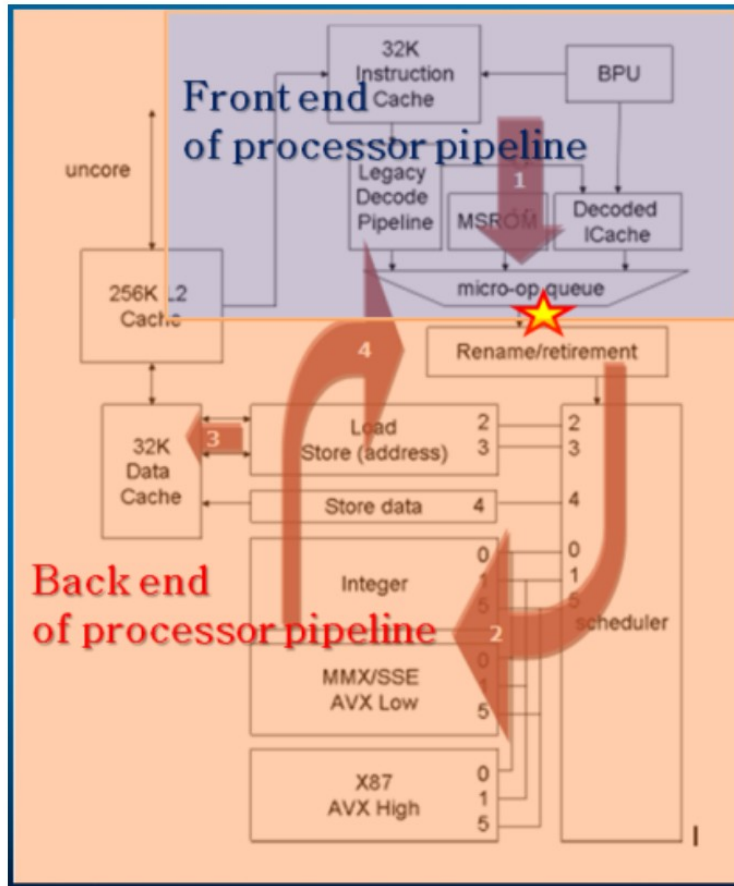 32K
Instruction
Cache
BPU
Front end
of processor pipeline
uncore
Legacy
Decode
Pipeline
1
MSROM
Decoded
ICache
256K L2
Cache
micro-op queue
4
Rename/retirement
32K
Data
Cache
3
Load
Store (address)
2
3
2
3
Store data
4
4
Integer
0
1
5
0
1
5
scheduler
Back end
of processor pipeline
2
MMX/SSE
AVX Low
0
1
5
X87
AVX High
0
1
5